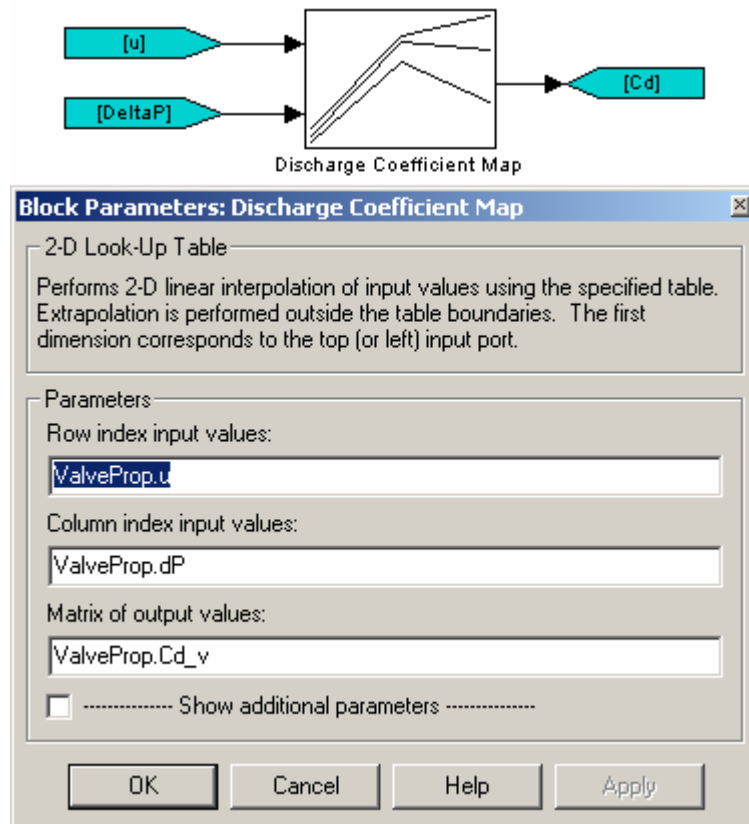 [u]
[DeltaP]
[Cd]
Discharge Coefficient Map
Block Parameters: Discharge Coefficient Map
2-D Look-Up Table
Performs 2-D linear interpolation of input values using the specified table.
Extrapolation is performed outside the table boundaries. The first
dimension corresponds to the top (or left) input port.
Parameters
Row index input values:
ValveProp.u
Column index input values:
ValveProp.dP
Matrix of output values:
ValveProp.Cd_v
--------------- Show additional parameters ---------------
OK Cancel Help Apply